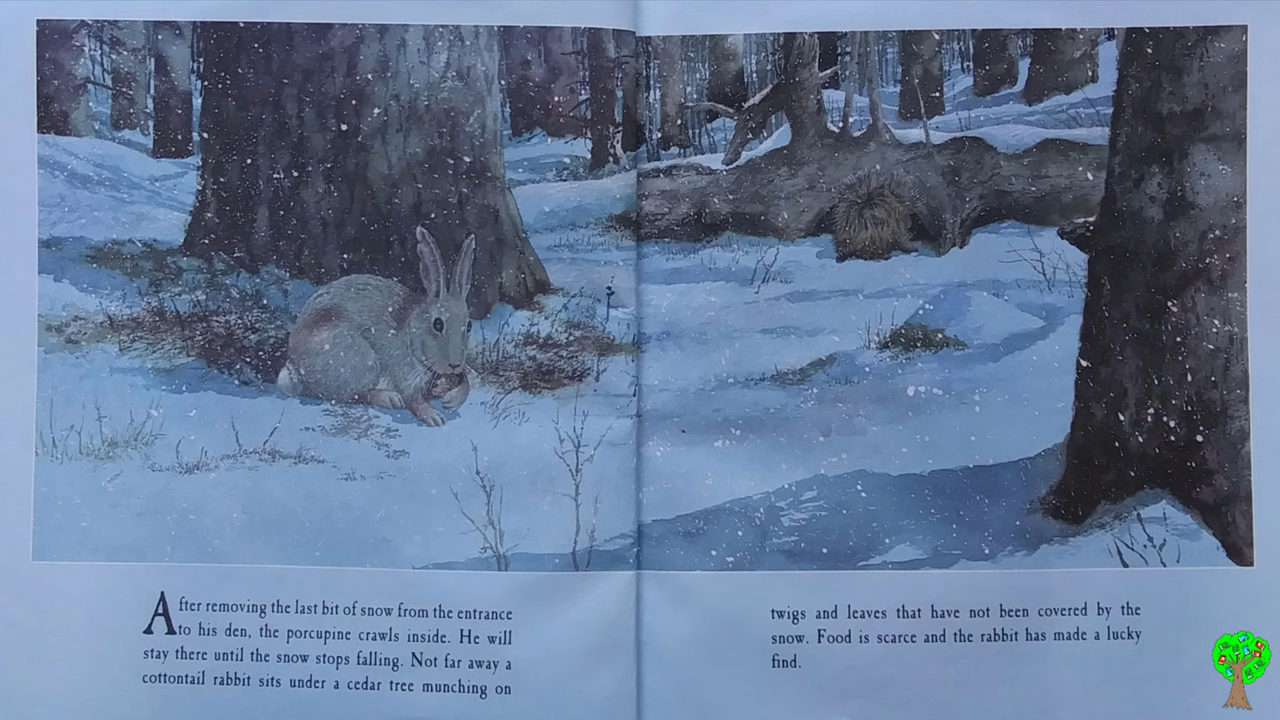 After removing the last bit of snow from the entrance
to his den, the porcupine crawls inside. He will
stay there until the snow stops falling. Not far away a
cottontail rabbit sits under a cedar tree munching on
twigs and leaves that have not been covered by the
snow. Food is scarce and the rabbit has made a lucky
find.